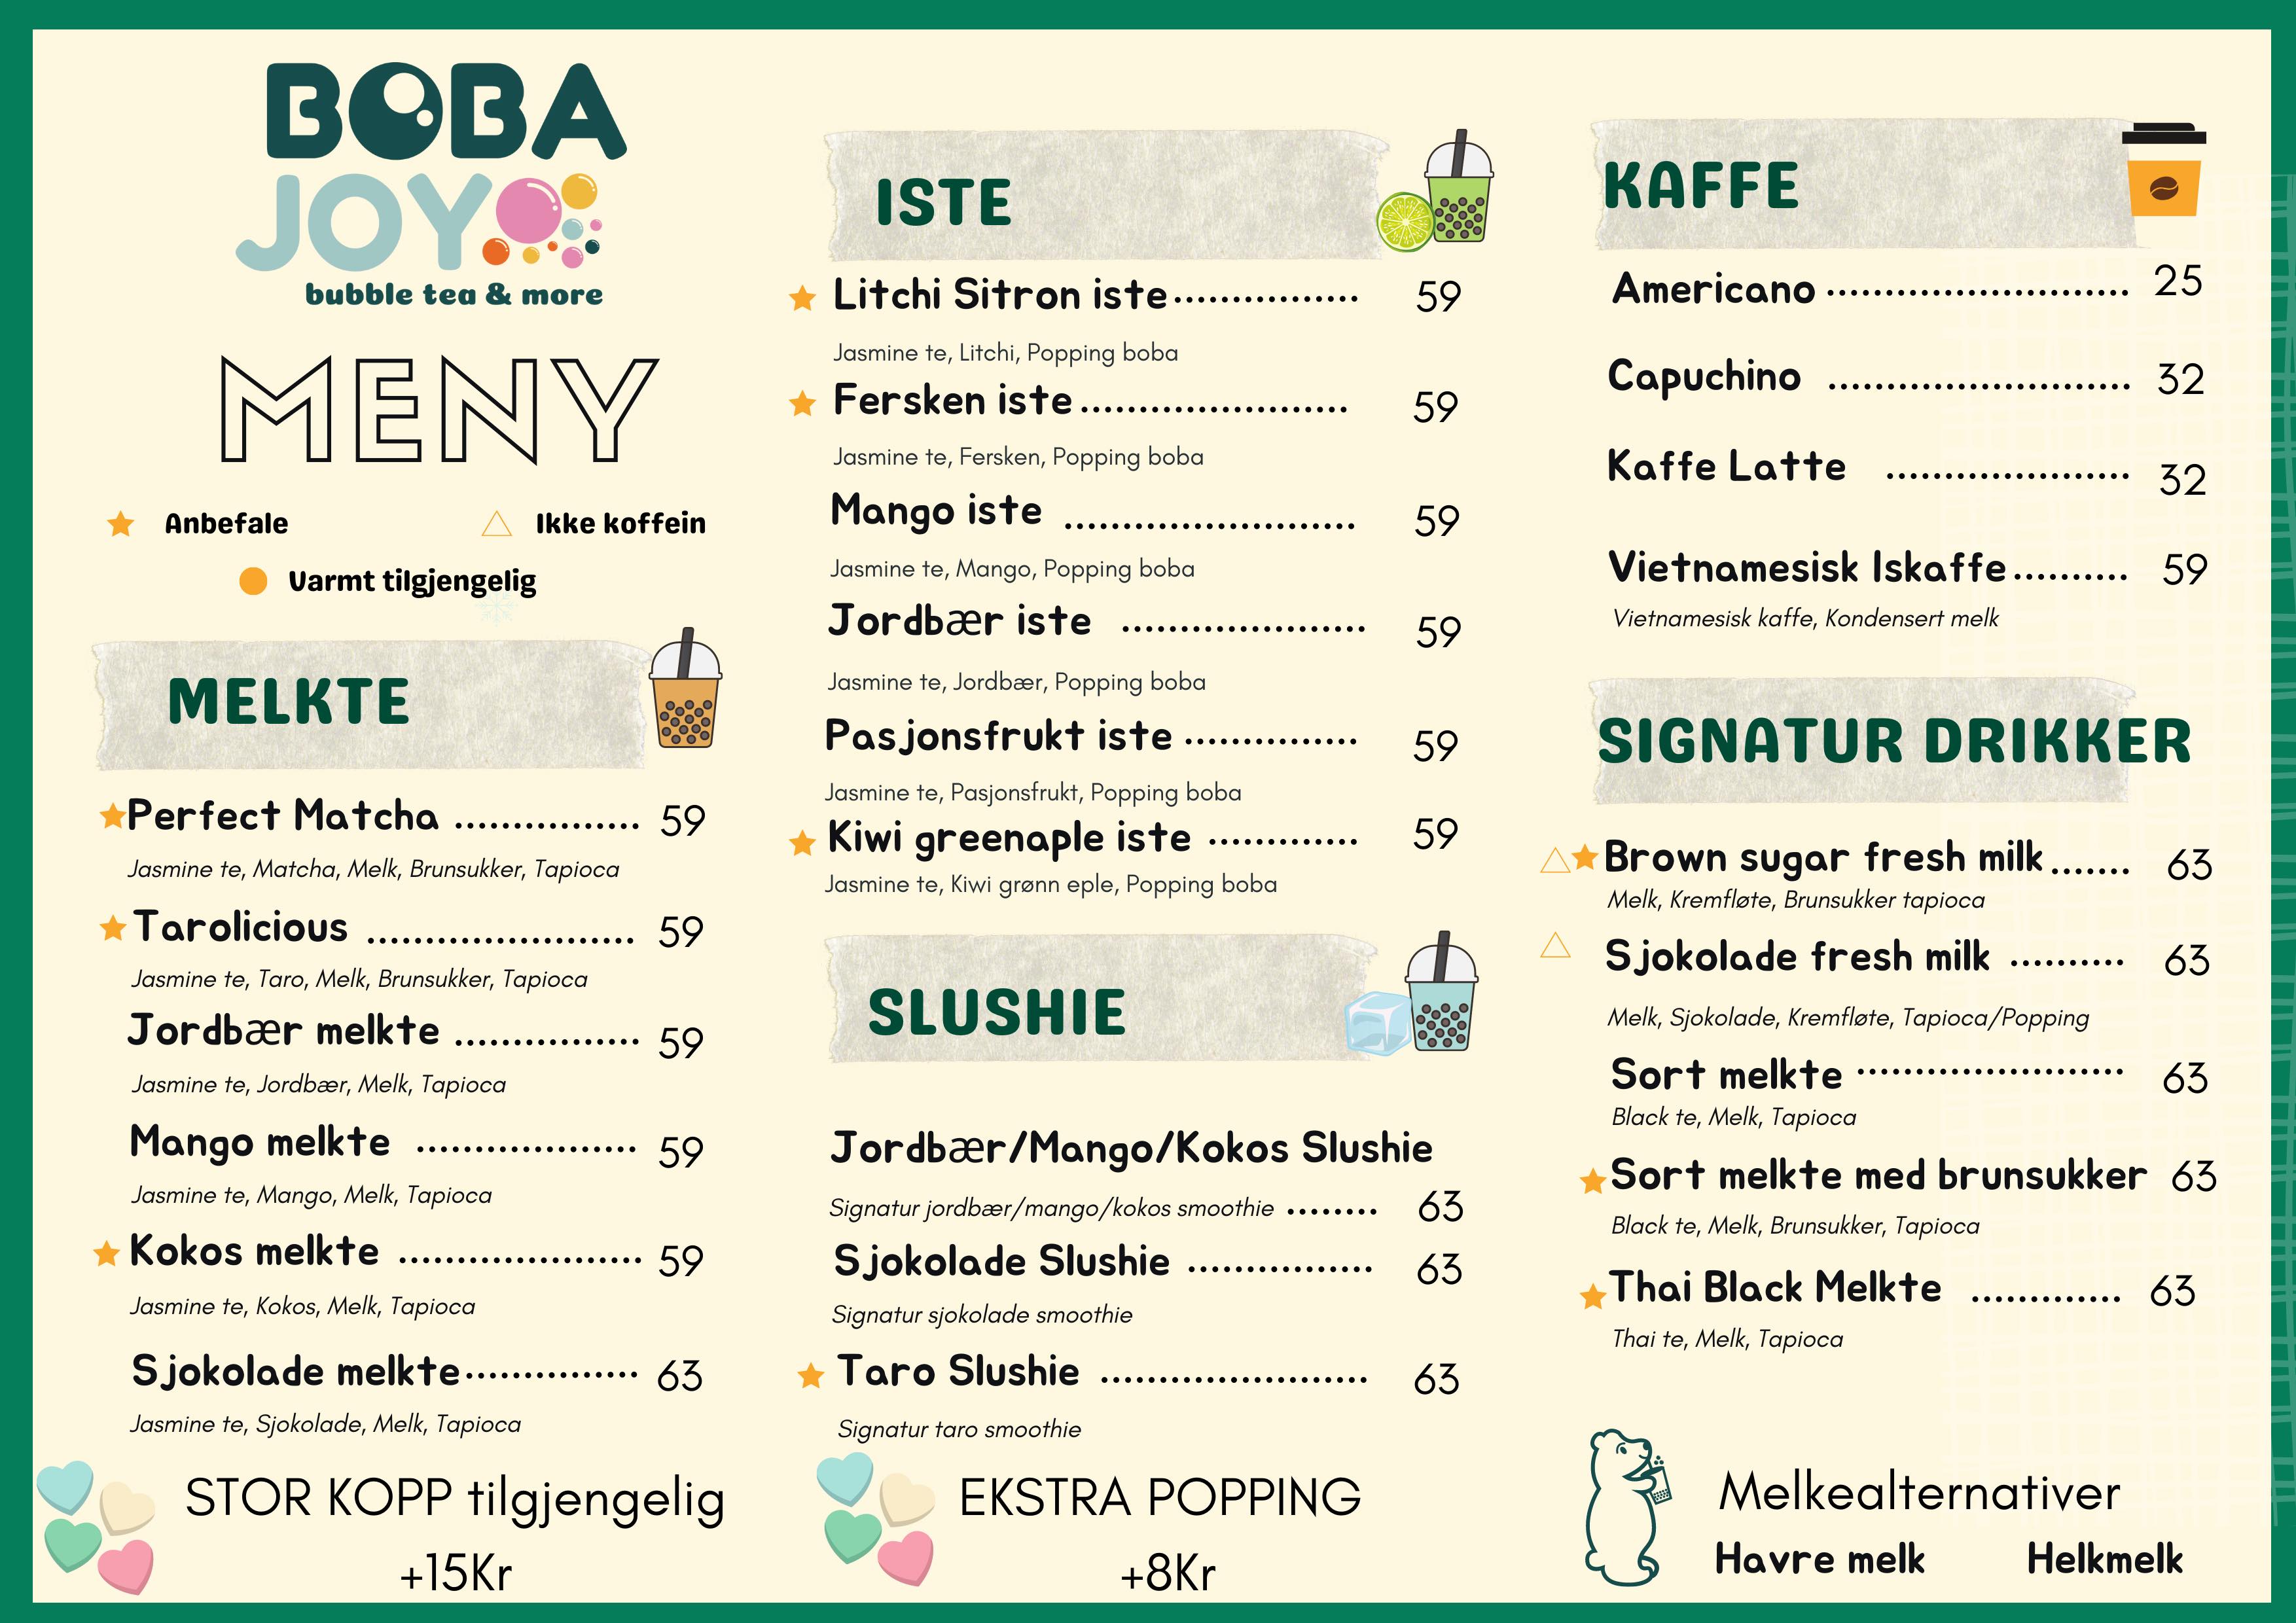 BOBA
JOY
bubble tea & more
MENY
Anbefale
Ikke koffein
Varmt tilgjengelig
MELKTE
Perfect Matcha ................ 59
Jasmine te, Matcha, Melk, Brunsukker, Tapioca
Tarolicious ....................... 59
Jasmine te, Taro, Melk, Brunsukker, Tapioca
Jordbær melkte ................ 59
Jasmine te, Jordbær, Melk, Tapioca
Mango melkte ................... 59
Jasmine te, Mango, Melk, Tapioca
Kokos melkte ..................... 59
Jasmine te, Kokos, Melk, Tapioca
Sjokolade melkte............... 63
Jasmine te, Sjokolade, Melk, Tapioca
STOR KOPP tilgjengelig
+15Kr
ISTE
Litchi Sitron iste................ 59
Jasmine te, Litchi, Popping boba
Fersken iste....................... 59
Jasmine te, Fersken, Popping boba
Mango iste ......................... 59
Jasmine te, Mango, Popping boba
Jordbær iste ..................... 59
Jasmine te, Jordbær, Popping boba
Pasjonsfrukt iste ............... 59
Jasmine te, Pasjonsfrukt, Popping boba
Kiwi greenaple iste ............. 59
Jasmine te, Kiwi grønn eple, Popping boba
SLUSHIE
Jordbær/Mango/Kokos Slushie
Signatur jordbær/mango/kokos smoothie ........ 63
Sjokolade Slushie ................ 63
Signatur sjokolade smoothie
Taro Slushie ....................... 63
Signatur taro smoothie
EKSTRA POPPING
+8Kr
KAFFE
Americano .......................... 25
Capuchino .......................... 32
Kaffe Latte ..................... 32
Vietnamesisk Iskaffe.......... 59
Vietnamesisk kaffe, Kondensert melk
SIGNATUR DRIKKER
Brown sugar fresh milk....... 63
Melk, Kremfløte, Brunsukker tapioca
Sjokolade fresh milk .......... 63
Melk, Sjokolade, Kremfløte, Tapioca/Popping
Sort melkte ....................... 63
Black te, Melk, Tapioca
Sort melkte med brunsukker 63
Black te, Melk, Brunsukker, Tapioca
Thai Black Melkte ............. 63
Thai te, Melk, Tapioca
Melkealternativer
Havre melk Helkmelk